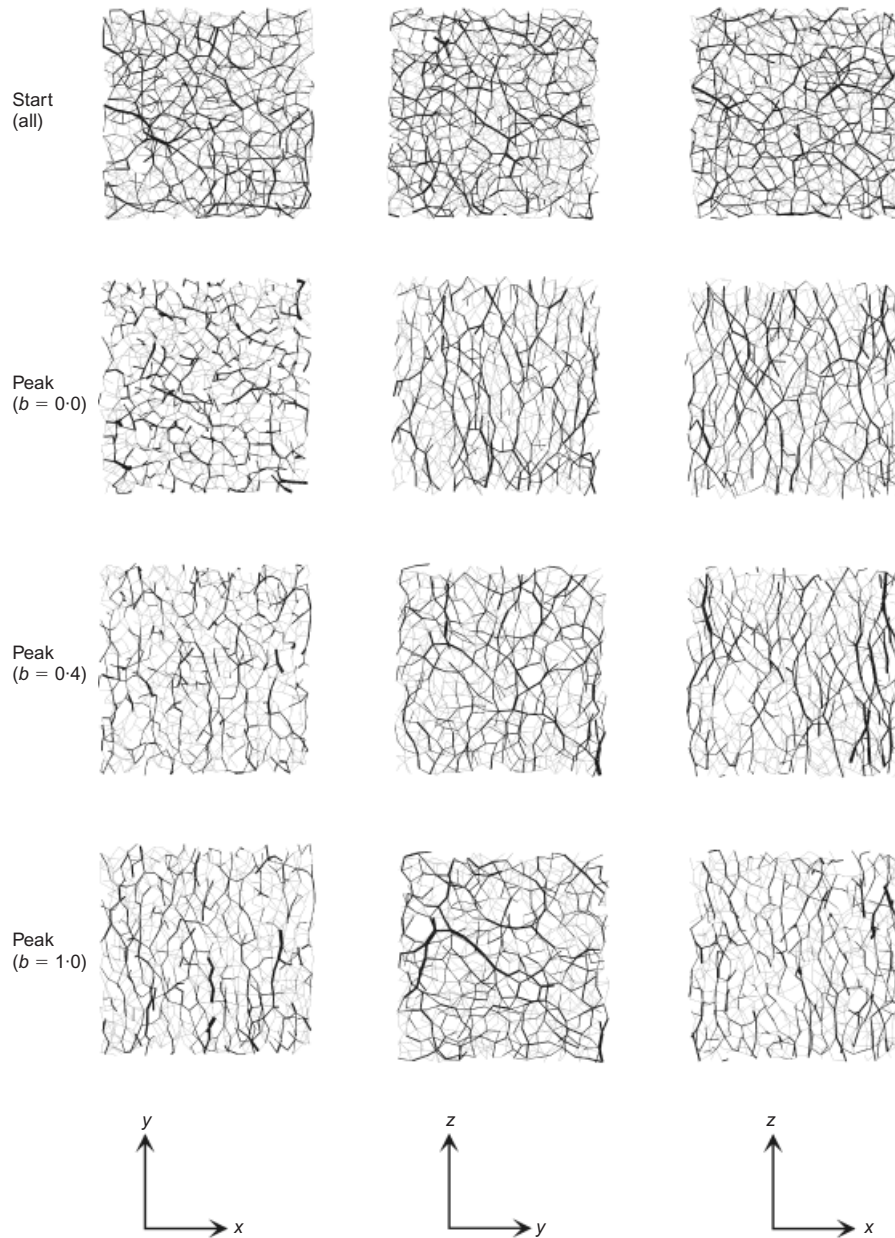 Start
(all)
Peak
(b = 0·0)
Peak
(b = 0·4)
Peak
(b = 1·0)
y
x
z
y
z
x